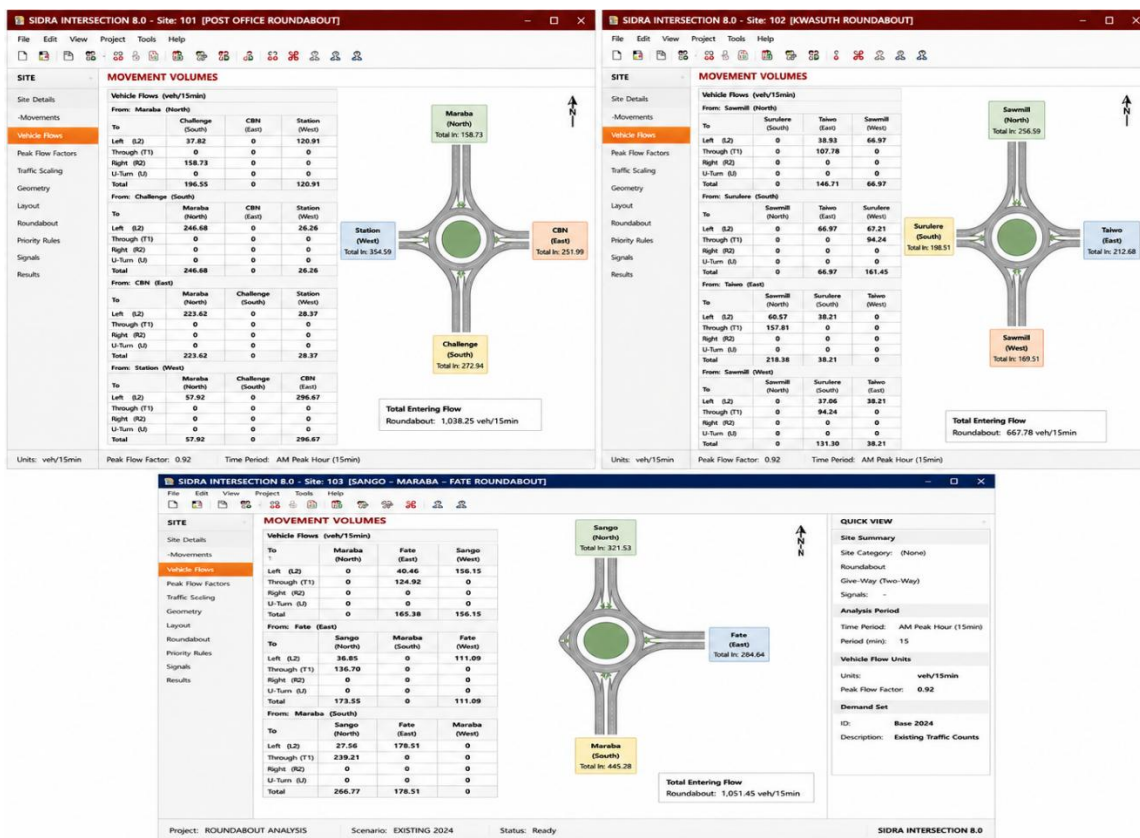 SIDRA INTERSECTION 8.0 - Site: 101 [POST OFFICE ROUNDABOUT]
File Edit View Project Tools Help
SITE
Site Details
-Movements
Vehicle Flows
Peak Flow Factors
Traffic Scaling
Geometry
Layout
Roundabout
Priority Rules
Signals
Results
MOVEMENT VOLUMES
Vehicle Flows (veh/15min)
From: Maraba (North)
To Challenge (South) CBN (East) Station (West)
Left (L2) 37.82 0 120.91
Through (T1) 0 0 0
Right (R2) 158.73 0 0
U-Turn (U) 0 0 0
Total 196.55 0 120.91
From: Challenge (South)
To Maraba (North) CBN (East) Station (West)
Left (L2) 246.68 0 26.26
Through (T1) 0 0 0
Right (R2) 0 0 0
U-Turn (U) 0 0 0
Total 246.68 0 26.26
From: CBN (East)
To Maraba (North) Challenge (South) Station (West)
Left (L2) 223.62 0 28.37
Through (T1) 0 0 0
Right (R2) 0 0 0
U-Turn (U) 0 0 0
Total 223.62 0 28.37
From: Station (West)
To Maraba (North) Challenge (South) CBN (East)
Left (L2) 57.92 0 296.67
Through (T1) 0 0 0
Right (R2) 0 0 0
U-Turn (U) 0 0 0
Total 57.92 0 296.67
Maraba
(North)
Total In: 158.73
N
Station
(West)
Total In: 354.59
CBN
(East)
Total In: 251.99
Challenge
(South)
Total In: 272.94
Total Entering Flow
Roundabout: 1,038.25 veh/15min
Units: veh/15min Peak Flow Factor: 0.92 Time Period: AM Peak Hour (15min)
SIDRA INTERSECTION 8.0 - Site: 102 [KWASUTH ROUNDABOUT]
File Edit View Project Tools Help
SITE
Site Details
-Movements
Vehicle Flows
Peak Flow Factors
Traffic Scaling
Geometry
Layout
Roundabout
Priority Rules
Signals
Results
MOVEMENT VOLUMES
Vehicle Flows (veh/15min)
From: Sawmill (North)
To Surulere (South) Taiwo (East) Sawmill (West)
Left (L2) 0 38.93 66.97
Through (T1) 0 107.78 0
Right (R2) 0 0 0
U-Turn (U) 0 0 0
Total 0 146.71 66.97
From: Surulere (South)
To Sawmill (North) Taiwo (East) Surulere (West)
Left (L2) 0 66.97 67.21
Through (T1) 0 0 94.24
Right (R2) 0 0 0
U-Turn (U) 0 0 0
Total 0 66.97 161.45
From: Taiwo (East)
To Sawmill (North) Surulere (South) Taiwo (West)
Left (L2) 60.57 38.21 0
Through (T1) 157.81 0 0
Right (R2) 0 0 0
U-Turn (U) 0 0 0
Total 218.38 38.21 0
From: Sawmill (West)
To Sawmill (North) Surulere (South) Taiwo (East)
Left (L2) 0 37.06 38.21
Through (T1) 0 94.24 0
Right (R2) 0 0 0
U-Turn (U) 0 0 0
Total 0 131.30 38.21
Sawmill
(North)
Total In: 256.59
N
Surulere
(South)
Total In: 198.51
Taiwo
(East)
Total In: 212.68
Sawmill
(West)
Total In: 169.51
Total Entering Flow
Roundabout: 667.78 veh/15min
Units: veh/15min Peak Flow Factor: 0.92 Time Period: AM Peak Hour (15min)
SIDRA INTERSECTION 8.0 - Site: 103 [SANGO – MARABA – FATE ROUNDABOUT]
File Edit View Project Tools Help
SITE
Site Details
-Movements
Vehicle Flows
Peak Flow Factors
Traffic Scaling
Geometry
Layout
Roundabout
Priority Rules
Signals
Results
MOVEMENT VOLUMES
Vehicle Flows (veh/15min)
To Maraba (North) Fate (East) Sango (West)
Left (L2) 0 40.46 156.15
Through (T1) 0 124.92 0
Right (R2) 0 0 0
U-Turn (U) 0 0 0
Total 0 165.38 156.15
From: Fate (East)
To Sango (North) Maraba (South) Fate (West)
Left (L2) 36.85 0 111.09
Through (T1) 136.70 0 0
Right (R2) 0 0 0
U-Turn (U) 0 0 0
Total 173.55 0 111.09
From: Maraba (South)
To Sango (North) Fate (East) Maraba (West)
Left (L2) 27.56 178.51 0
Through (T1) 239.21 0 0
Right (R2) 0 0 0
U-Turn (U) 0 0 0
Total 266.77 178.51 0
Sango
(North)
Total In: 321.53
Fate
(East)
Total In: 284.64
Maraba
(South)
Total In: 445.28
Total Entering Flow
Roundabout: 1,051.45 veh/15min
QUICK VIEW
Site Summary
Site Category: (None)
Roundabout
Give-Way (Two-Way)
Signals: -
Analysis Period
Time Period: AM Peak Hour (15min)
Period (min): 15
Vehicle Flow Units
Units: veh/15min
Peak Flow Factor: 0.92
Demand Set
ID: Base 2024
Description: Existing Traffic Counts
Project: ROUNDABOUT ANALYSIS Scenario: EXISTING 2024 Status: Ready SIDRA INTERSECTION 8.0